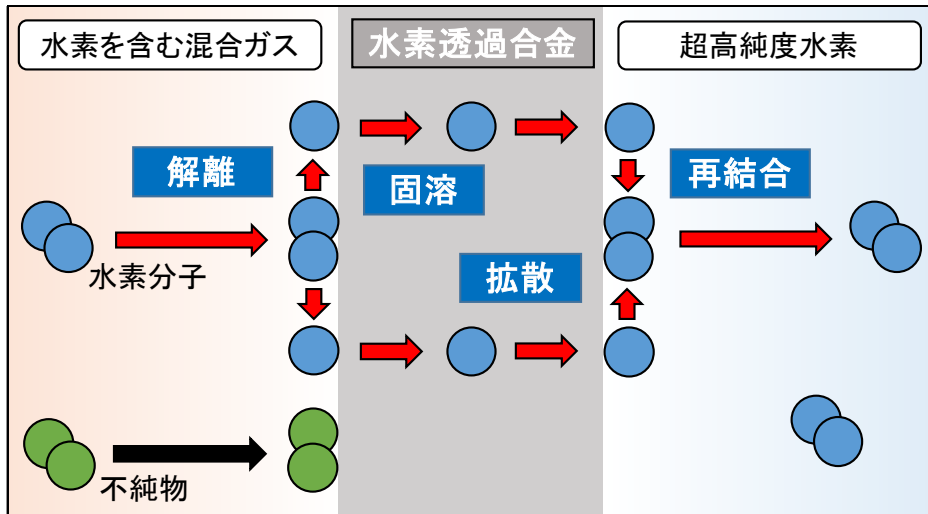 水素を含む混合ガス
水素透過合金
超高純度水素
解離
固溶
再結合
水素分子
拡散
不純物